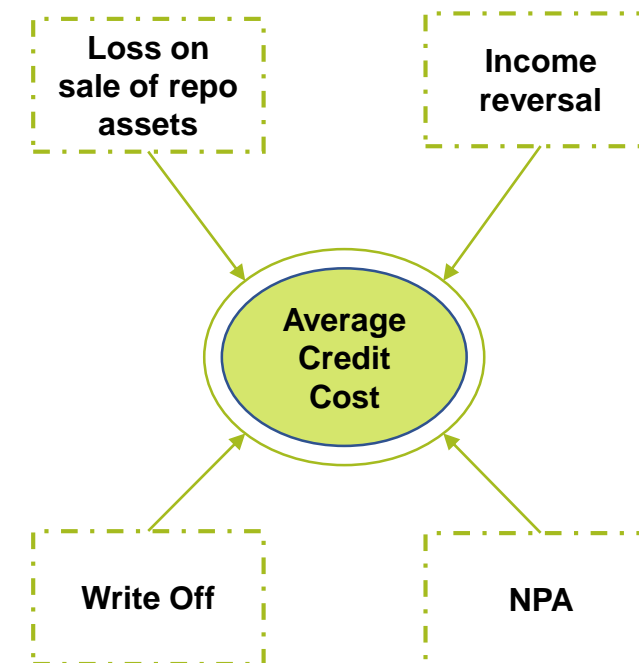 Loss on
sale of repo
assets
Income
reversal
Average
Credit
Cost
Write Off
NPA